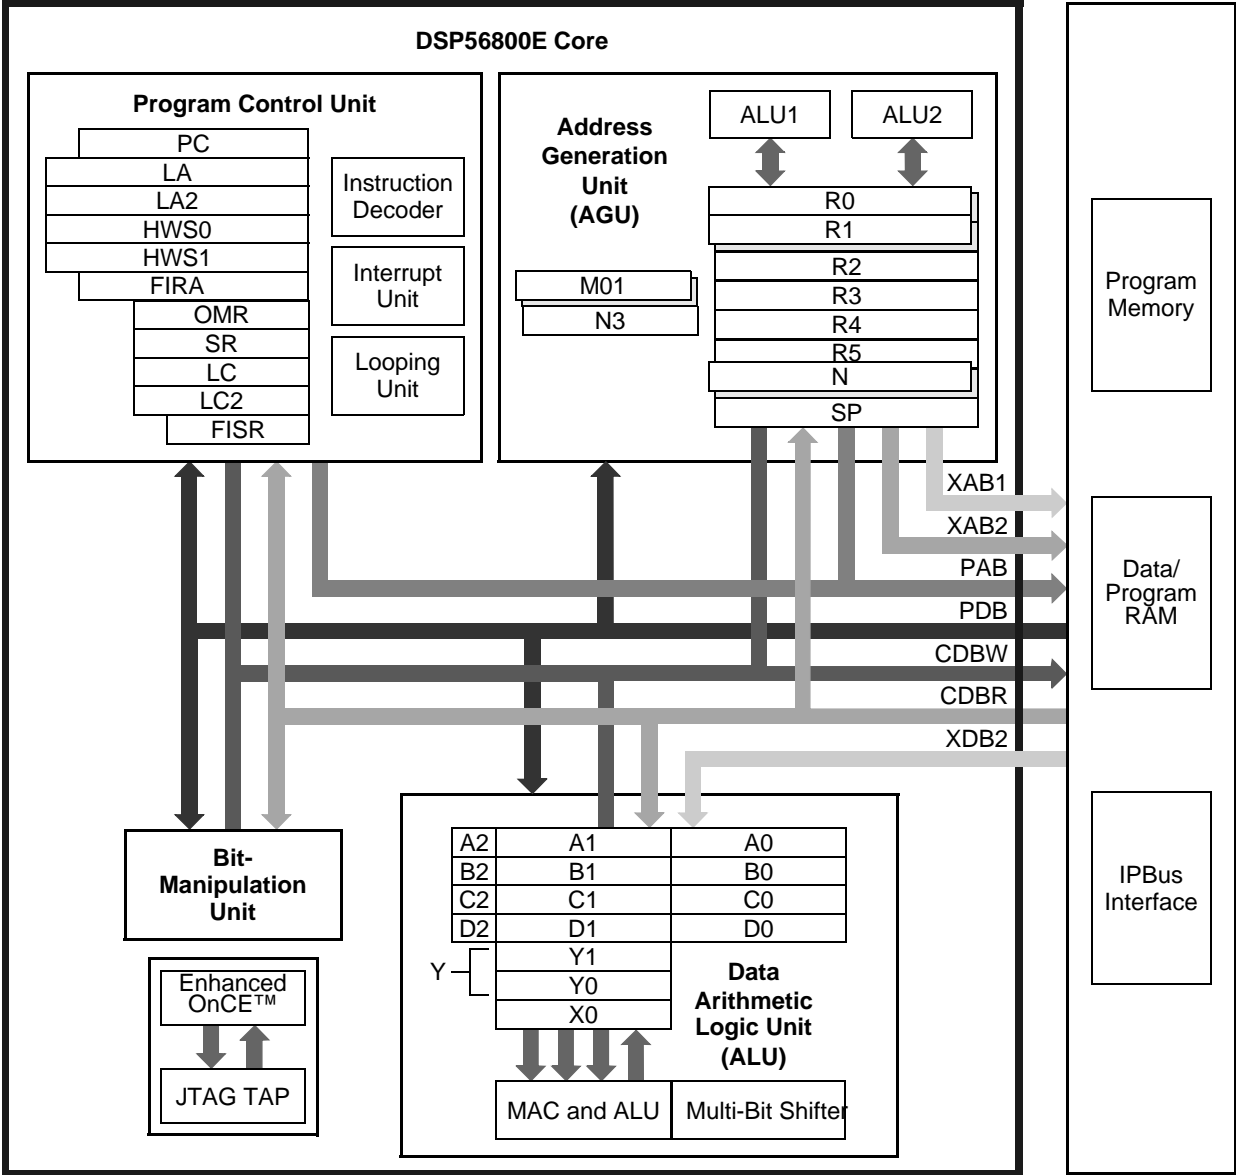 DSP56800E Core
Program Control Unit
PC
LA
LA2
HWS0
HWS1
FIRA
OMR
SR
LC
LC2
FISR
Instruction
Decoder
Interrupt
Unit
Looping
Unit
Address
Generation
Unit
(AGU)
ALU1
ALU2
R0
R1
R2
R3
R4
R5
N
SP
M01
N3
XAB1
XAB2
PAB
PDB
CDBW
CDBR
XDB2
Program
Memory
Data/
Program
RAM
IPBus
Interface
Bit-
Manipulation
Unit
Enhanced
OnCE™
JTAG TAP
A2 A1 A0
B2 B1 B0
C2 C1 C0
D2 D1 D0
Y
Y1
Y0
X0
Data
Arithmetic
Logic Unit
(ALU)
MAC and ALU
Multi-Bit Shifter